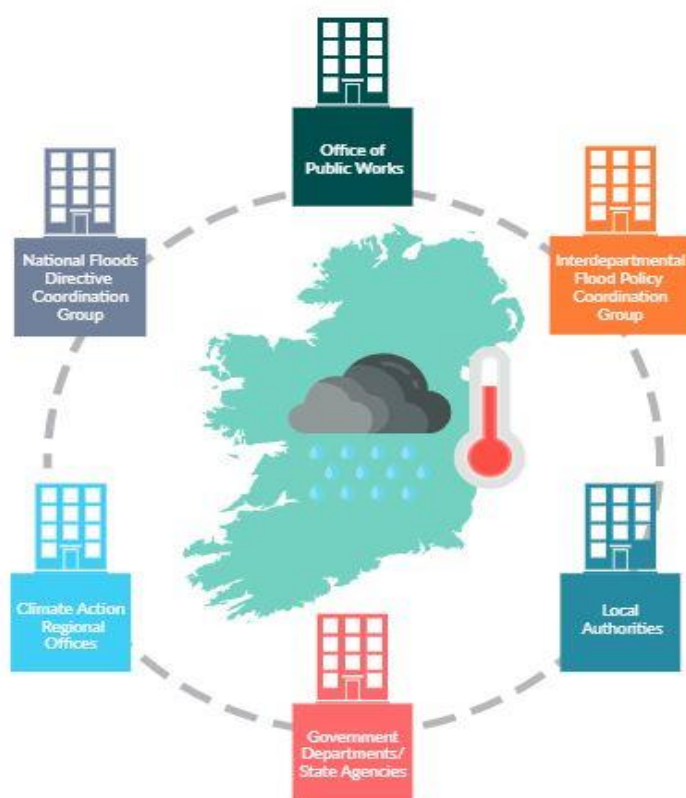 Office of
Public Works
National Floods
Directive
Coordination
Group
Interdepartmental
Flood Policy
Coordination
Group
Climate Action
Regional
Offices
Local
Authorities
Government
Departments/
State Agencies